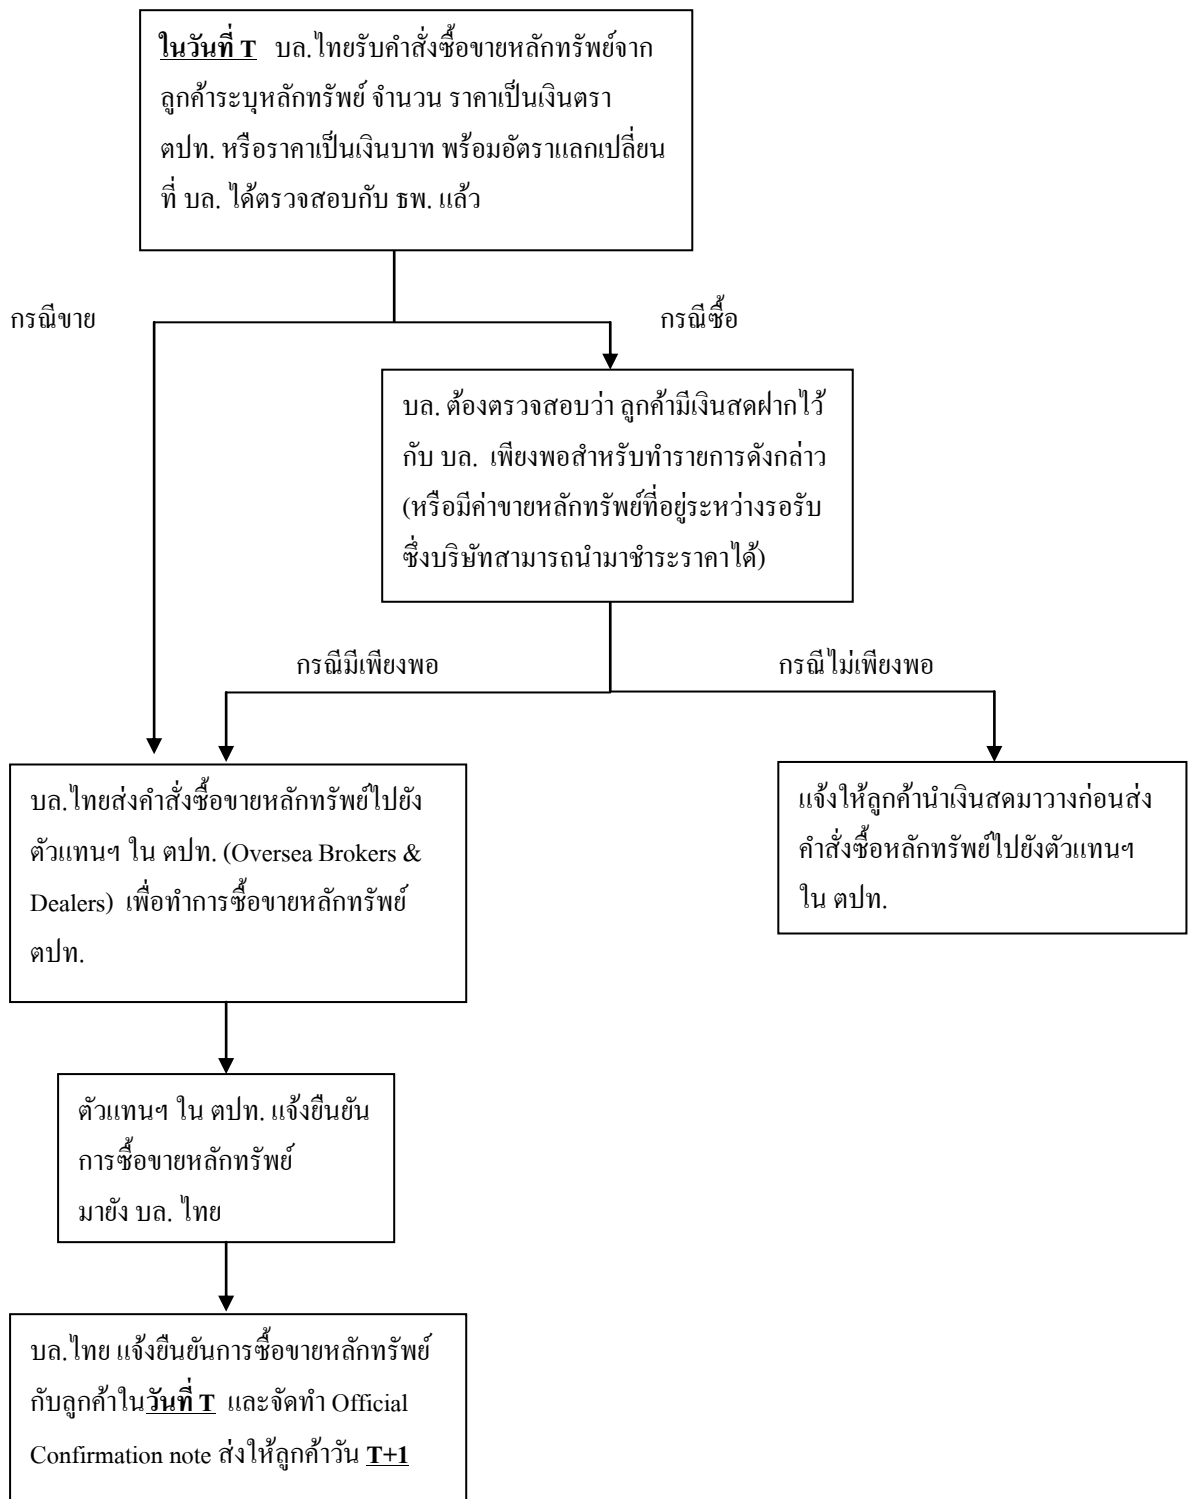 ในวันที่ T บล.ไทยรับคำสั่งซื้อขายหลักทรัพย์จาก
ลูกค้าระบุหลักทรัพย์ จำนวน ราคาเป็นเงินตรา
ตปท. หรือราคาเป็นเงินบาท พร้อมอัตราแลกเปลี่ยน
ที่ บล. ได้ตรวจสอบกับ ธพ. แล้ว
กรณีขาย
กรณีซื้อ
บล. ต้องตรวจสอบว่า ลูกค้ามีเงินสดฝากไว้
กับ บล. เพียงพอสำหรับทำรายการดังกล่าว
(หรือมีค่าขายหลักทรัพย์ที่อยู่ระหว่างรอรับ
ซึ่งบริษัทสามารถนำมาชำระราคาได้)
กรณีมีเพียงพอ
กรณีไม่เพียงพอ
บล.ไทยส่งคำสั่งซื้อขายหลักทรัพย์ไปยัง
ตัวแทนฯ ใน ตปท. (Oversea Brokers &
Dealers) เพื่อทำการซื้อขายหลักทรัพย์
ตปท.
แจ้งให้ลูกค้านำเงินสดมาวางก่อนส่ง
คำสั่งซื้อหลักทรัพย์ไปยังตัวแทนฯ
ใน ตปท.
ตัวแทนฯ ใน ตปท. แจ้งยืนยัน
การซื้อขายหลักทรัพย์
มายัง บล. ไทย
บล.ไทย แจ้งยืนยันการซื้อขายหลักทรัพย์
กับลูกค้าในวันที่ T และจัดทำ Official
Confirmation note ส่งให้ลูกค้าวัน T+1